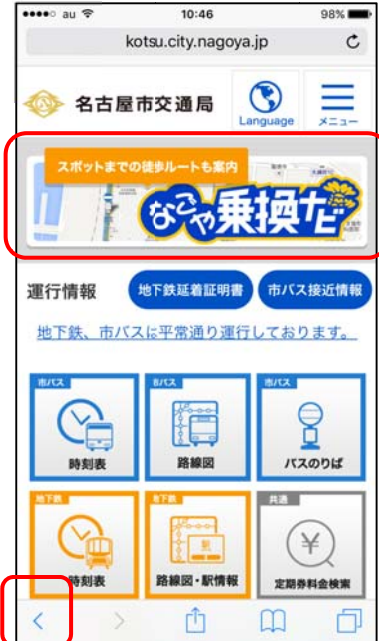 au 10:46 98%
kotsu.city.nagoya.jp
名古屋市交通局
Language
メニュー
スポットまでの徒歩ルートも案内
なごや乗換ナビ
運行情報
地下鉄延着証明書
市バス接近情報
地下鉄、市バスは平常通り運行しております。
市バス
時刻表
市バス
路線図
市バス
バスのりば
地下鉄
時刻表
地下鉄
路線図・駅情報
共通
定期券料金検索